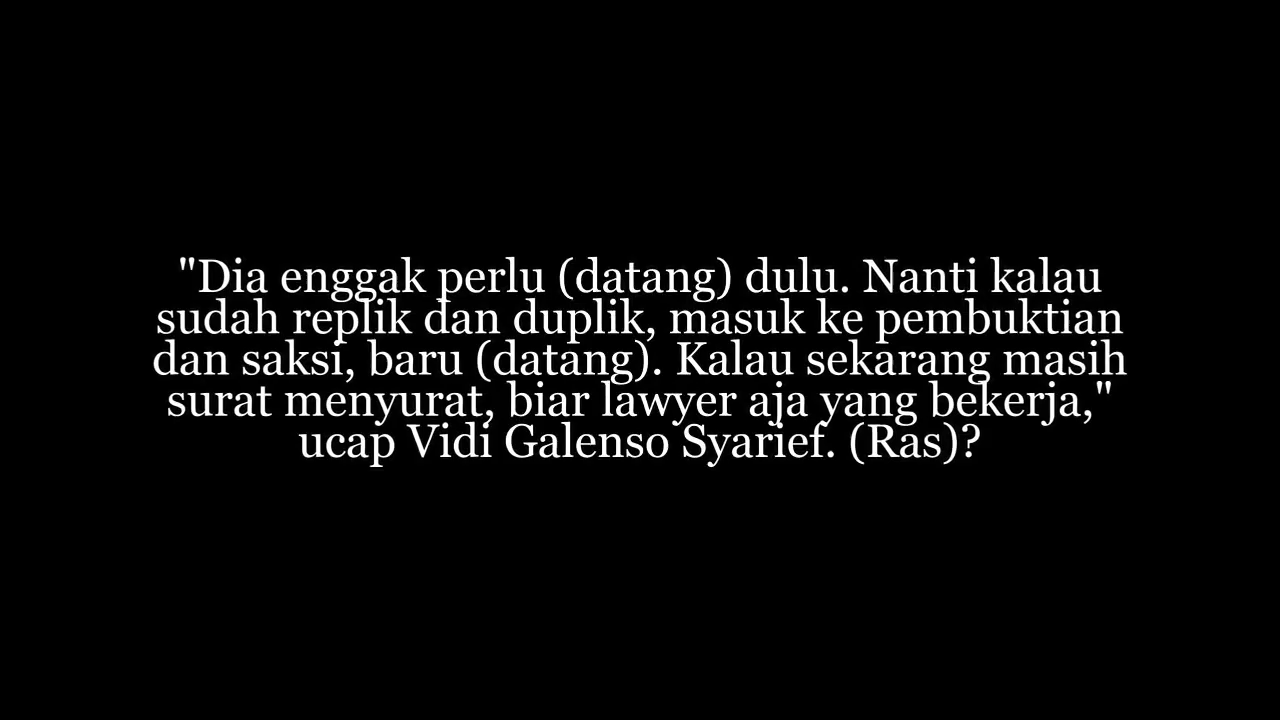 "Dia enggak perlu (datang) dulu. Nanti kalau
sudah replik dan duplik, masuk ke pembuktian
dan saksi, baru (datang). Kalau sekarang masih
surat menyurat, biar lawyer aja yang bekerja,"
ucap Vidi Galenso Syarief. (Ras)?